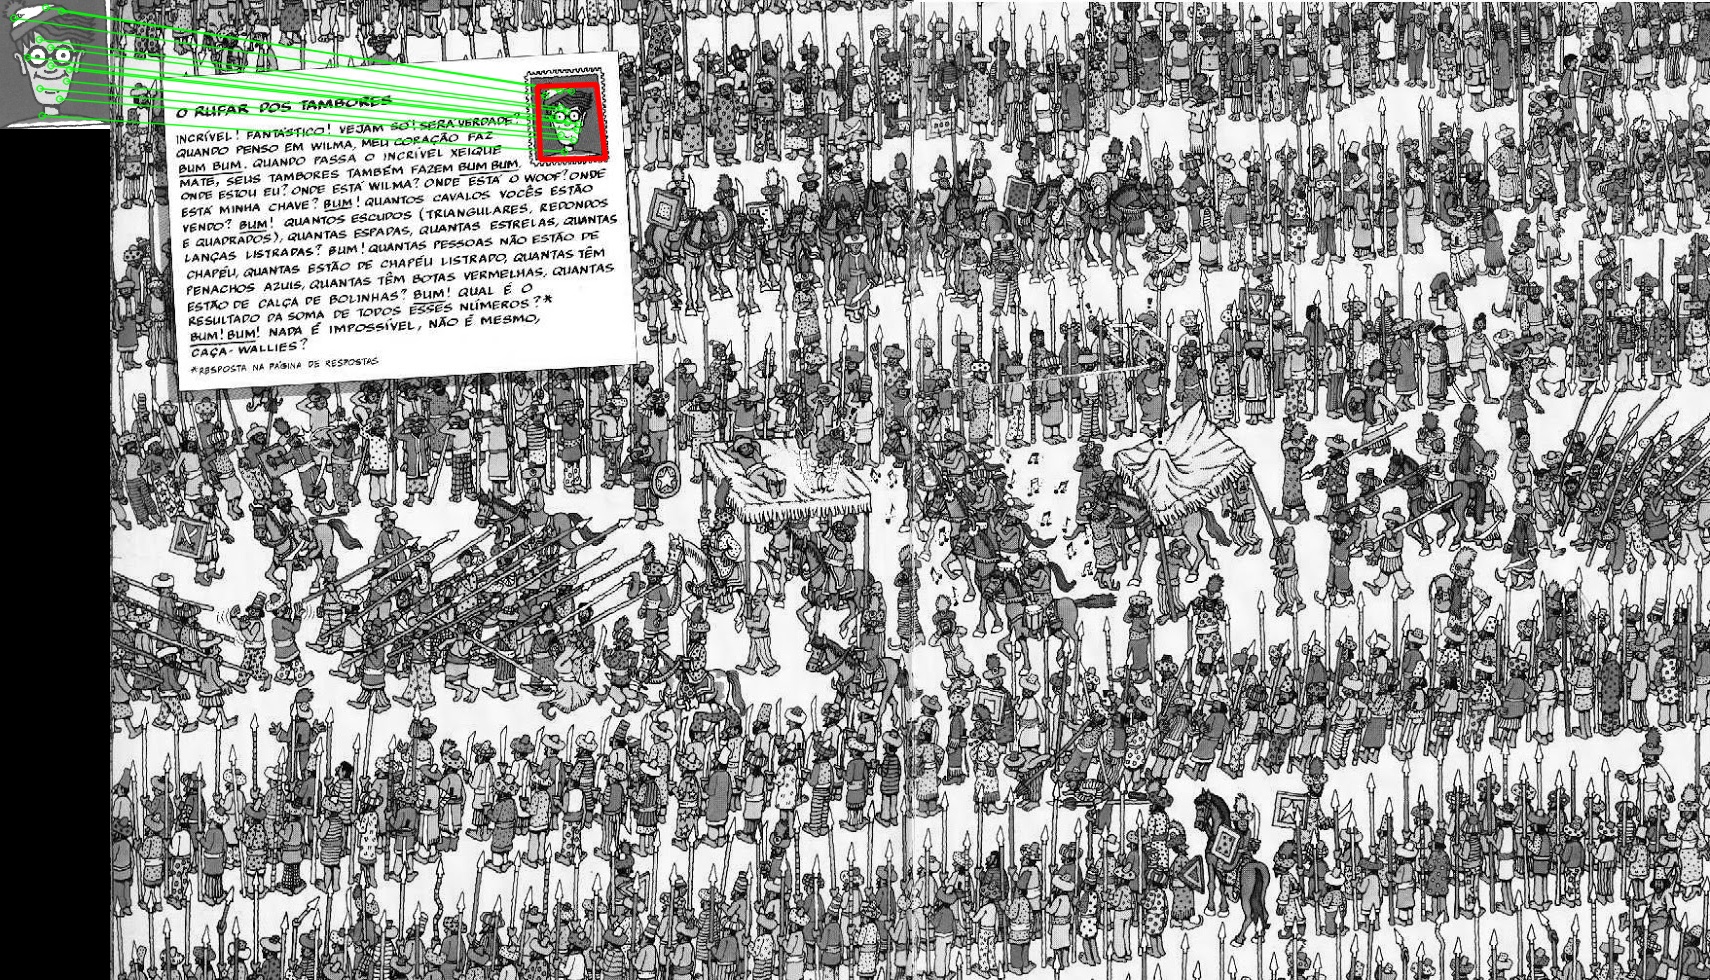 O RUFAR DOS TAMBORES
INCRÍVEL! FANTÁSTICO! VEJAM SÓ! SERÁ VERDADE?
QUANDO PENSO EM WILMA, MEU CORAÇÃO FAZ
BUM BUM. QUANDO PASSA O INCRÍVEL XEIQUE
MATE, SEUS TAMBORES TAMBÉM FAZEM BUM BUM.
ONDE ESTOU EU? ONDE ESTÁ WILMA? ONDE ESTÁ O WOOF? ONDE
ESTÁ MINHA CHAVE? BUM! QUANTOS CAVALOS VOCÊS ESTÃO
VENDO? BUM! QUANTOS ESCUDOS (TRIANGULARES, REDONDOS
E QUADRADOS), QUANTAS ESPADAS, QUANTAS ESTRELAS, QUANTAS
LANÇAS LISTRADAS? BUM! QUANTAS PESSOAS NÃO ESTÃO DE
CHAPÉU, QUANTAS ESTÃO DE CHAPÉU LISTRADO, QUANTAS TÊM
PENACHOS AZUIS, QUANTAS TÊM BOTAS VERMELHAS, QUANTAS
ESTÃO DE CALÇA DE BOLINHAS? BUM! QUAL É O
RESULTADO DA SOMA DE TODOS ESSES NÚMEROS?*
BUM! BUM! NADA É IMPOSSÍVEL, NÃO É MESMO,
CAÇA-WALLIES?
*RESPOSTA NA PÁGINA DE RESPOSTAS